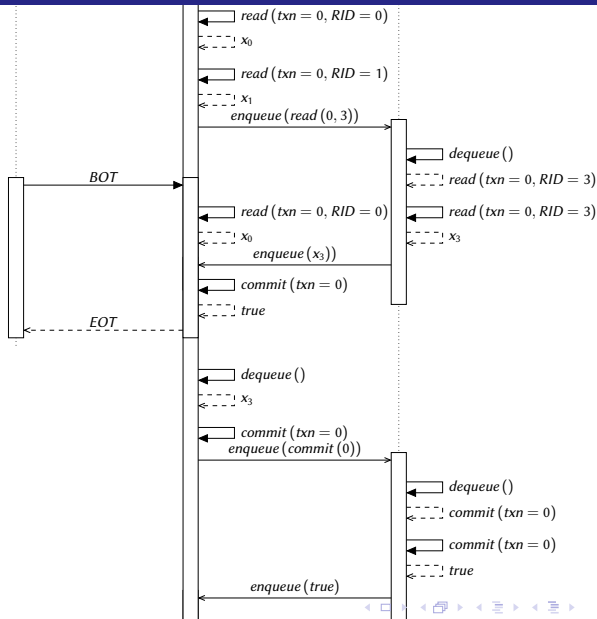 read (txn = 0, RID = 0)
x₀
read (txn = 0, RID = 1)
x₁
enqueue (read (0, 3))
dequeue ()
read (txn = 0, RID = 3)
BOT
read (txn = 0, RID = 0)
read (txn = 0, RID = 3)
x₀
x₃
enqueue (x₃))
commit (txn = 0)
true
EOT
dequeue ()
x₃
commit (txn = 0)
enqueue (commit (0))
dequeue ()
commit (txn = 0)
commit (txn = 0)
true
enqueue (true)